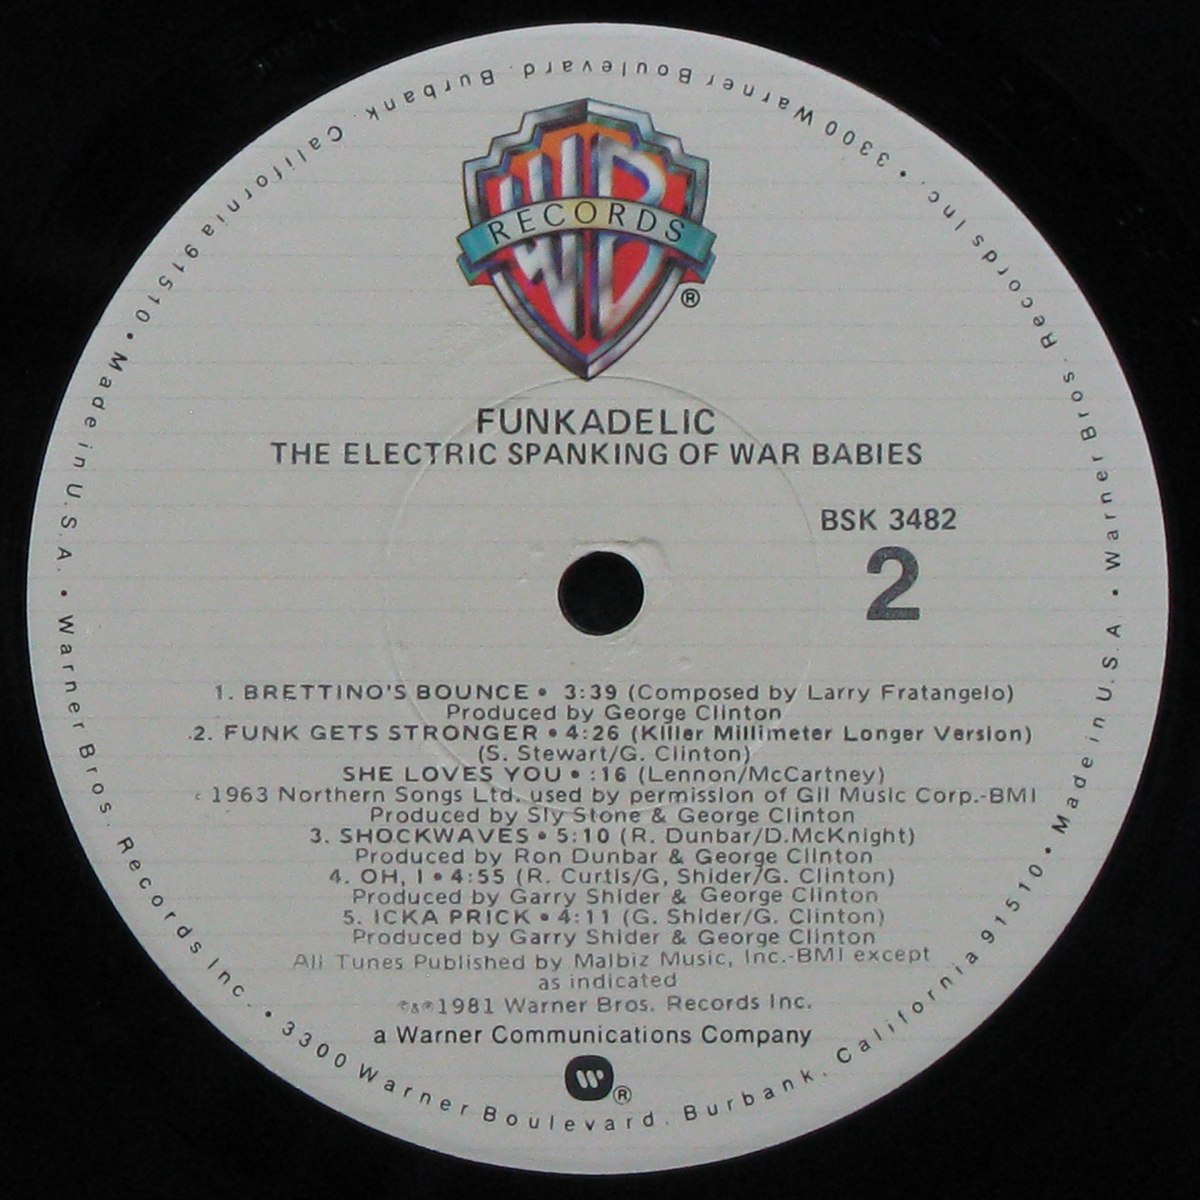 WB
RECORDS
®
FUNKADELIC
THE ELECTRIC SPANKING OF WAR BABIES
BSK 3482
2
1. BRETTINO'S BOUNCE • 3:39 (Composed by Larry Fratangelo)
Produced by George Clinton
2. FUNK GETS STRONGER • 4:26 (Killer Millimeter Longer Version)
(S. Stewart/G. Clinton)
SHE LOVES YOU • :16 (Lennon/McCartney)
c 1963 Northern Songs Ltd. used by permission of Gil Music Corp.-BMI
Produced by Sly Stone & George Clinton
3. SHOCKWAVES • 5:10 (R. Dunbar/D.McKnight)
Produced by Ron Dunbar & George Clinton
4. OH, I • 4:55 (R. Curtis/G, Shider/G. Clinton)
Produced by Garry Shider & George Clinton
5. ICKA PRICK • 4:11 (G. Shider/G. Clinton)
Produced by Garry Shider & George Clinton
All Tunes Published by Malbiz Music, Inc.-BMI except
as indicated
©&℗1981 Warner Bros. Records Inc.
a Warner Communications Company
W®
Made in U.S.A. • Warner Bros. Records Inc. • 3300 Warner Boulevard. Burbank. California 91510 • Made in U.S.A • Warner Bros. Records Inc. • 3300 Warner Boulevard. Burbank. California 91510 •